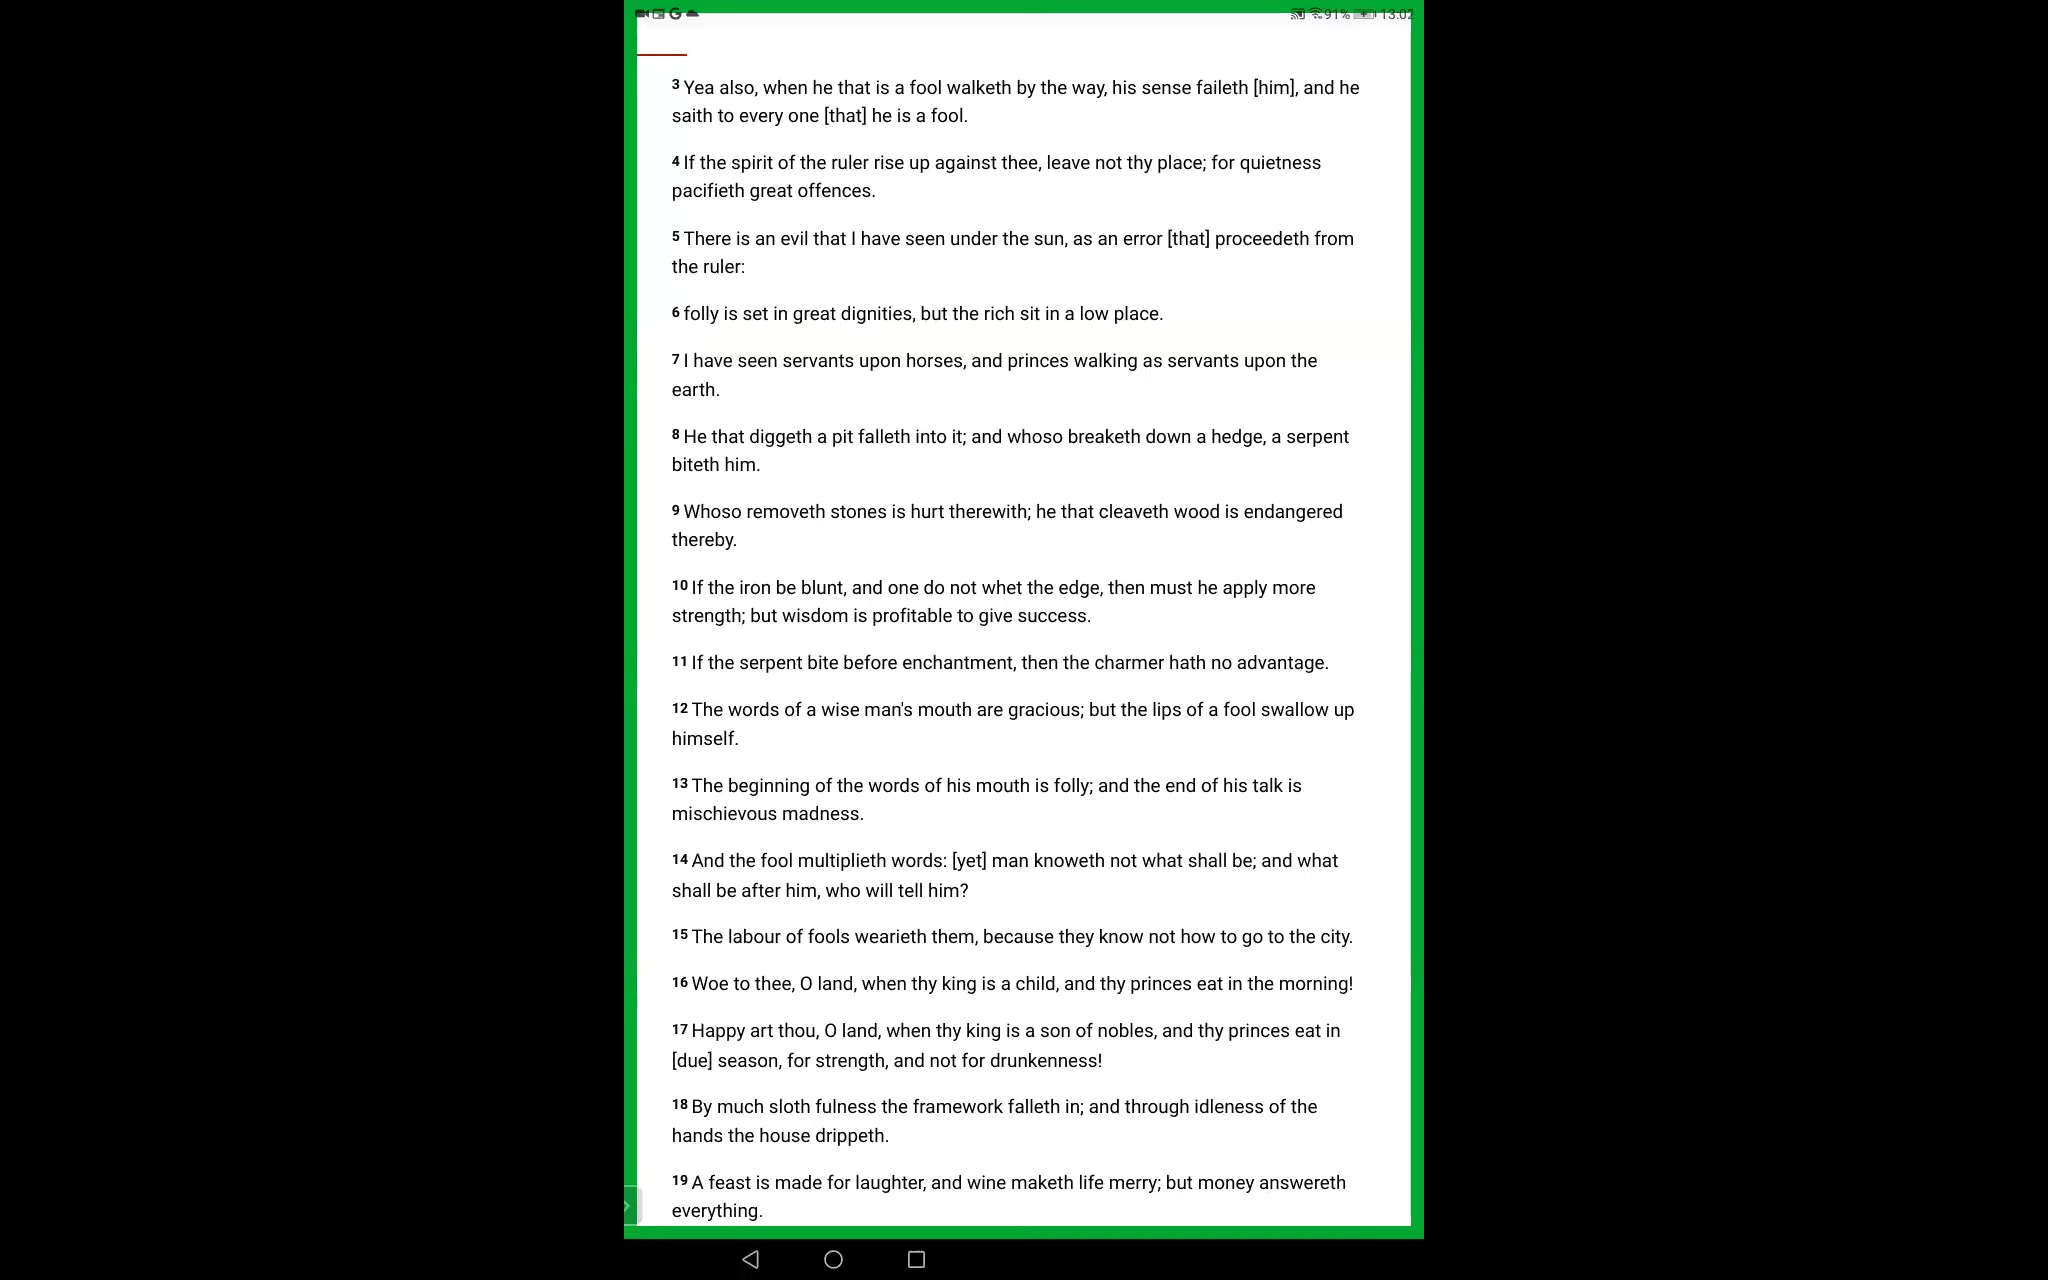 91% 13:02
3 Yea also, when he that is a fool walketh by the way, his sense faileth [him], and he
saith to every one [that] he is a fool.
4 If the spirit of the ruler rise up against thee, leave not thy place; for quietness
pacifieth great offences.
5 There is an evil that I have seen under the sun, as an error [that] proceedeth from
the ruler:
6 folly is set in great dignities, but the rich sit in a low place.
7 I have seen servants upon horses, and princes walking as servants upon the
earth.
8 He that diggeth a pit falleth into it; and whoso breaketh down a hedge, a serpent
biteth him.
9 Whoso removeth stones is hurt therewith; he that cleaveth wood is endangered
thereby.
10 If the iron be blunt, and one do not whet the edge, then must he apply more
strength; but wisdom is profitable to give success.
11 If the serpent bite before enchantment, then the charmer hath no advantage.
12 The words of a wise man's mouth are gracious; but the lips of a fool swallow up
himself.
13 The beginning of the words of his mouth is folly; and the end of his talk is
mischievous madness.
14 And the fool multiplieth words: [yet] man knoweth not what shall be; and what
shall be after him, who will tell him?
15 The labour of fools wearieth them, because they know not how to go to the city.
16 Woe to thee, O land, when thy king is a child, and thy princes eat in the morning!
17 Happy art thou, O land, when thy king is a son of nobles, and thy princes eat in
[due] season, for strength, and not for drunkenness!
18 By much sloth fulness the framework falleth in; and through idleness of the
hands the house drippeth.
19 A feast is made for laughter, and wine maketh life merry; but money answereth
everything.